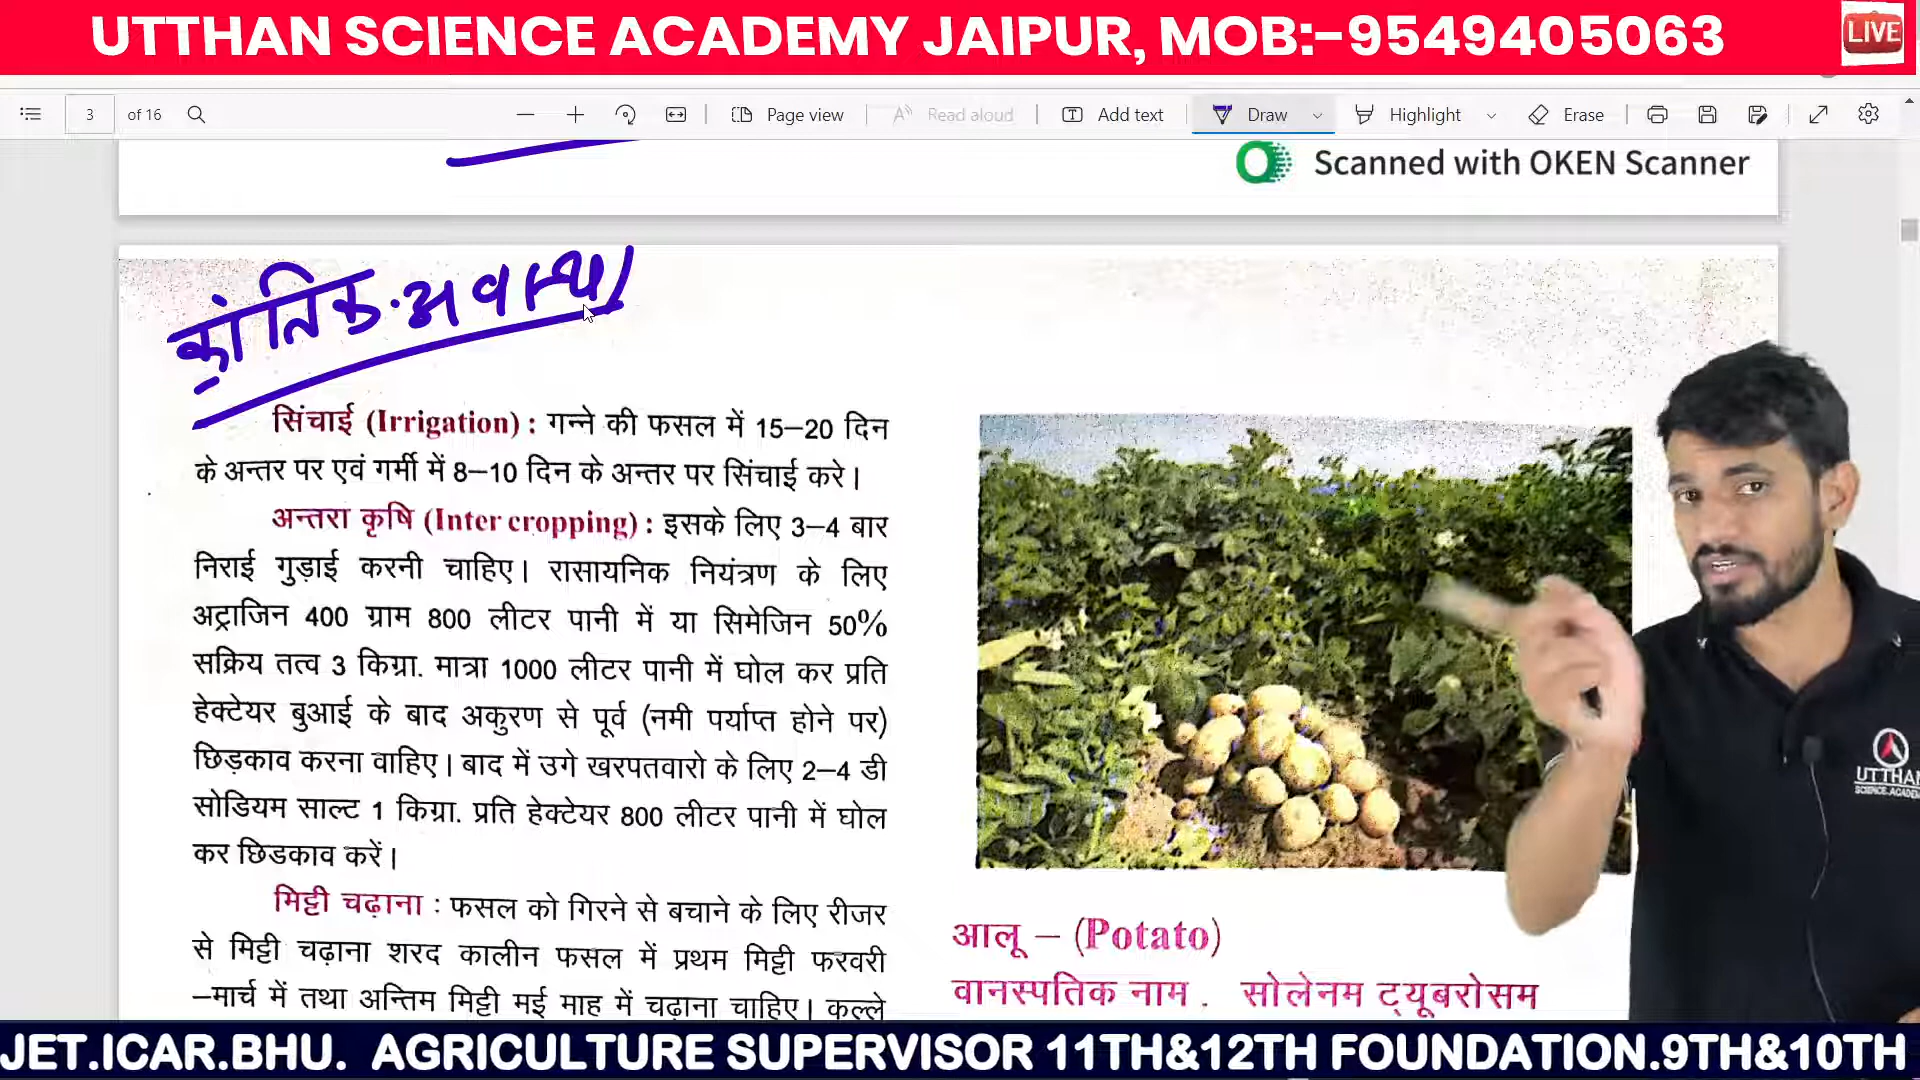 UTTHAN SCIENCE ACADEMY JAIPUR, MOB:-9549405063
LIVE
3 of 16 Page view Read aloud Add text Draw Highlight Erase
Scanned with OKEN Scanner
क्रांतिक अवस्था
सिंचाई (Irrigation) : गन्ने की फसल में 15–20 दिन
के अन्तर पर एवं गर्मी में 8–10 दिन के अन्तर पर सिंचाई करे।
अन्तरा कृषि (Inter cropping) : इसके लिए 3–4 बार
निराई गुड़ाई करनी चाहिए। रासायनिक नियंत्रण के लिए
अट्राजिन 400 ग्राम 800 लीटर पानी में या सिमेजिन 50%
सक्रिय तत्व 3 किग्रा. मात्रा 1000 लीटर पानी में घोल कर प्रति
हेक्टेयर बुआई के बाद अकुरण से पूर्व (नमी पर्याप्त होने पर)
छिड़काव करना वाहिए। बाद में उगे खरपतवारो के लिए 2–4 डी
सोडियम साल्ट 1 किग्रा. प्रति हेक्टेयर 800 लीटर पानी में घोल
कर छिडकाव करें।
मिट्टी चढ़ाना : फसल को गिरने से बचाने के लिए रीजर
से मिट्टी चढ़ाना शरद कालीन फसल में प्रथम मिट्टी फरवरी
–मार्च में तथा अन्तिम मिट्टी मई माह में चढ़ाना चाहिए। कल्ले
आलू – (Potato)
वानस्पतिक नाम . सोलेनम ट्यूबरोसम
UTTHAN
SCIENCE ACADEMY
JET.ICAR.BHU. AGRICULTURE SUPERVISOR 11TH&12TH FOUNDATION.9TH&10TH